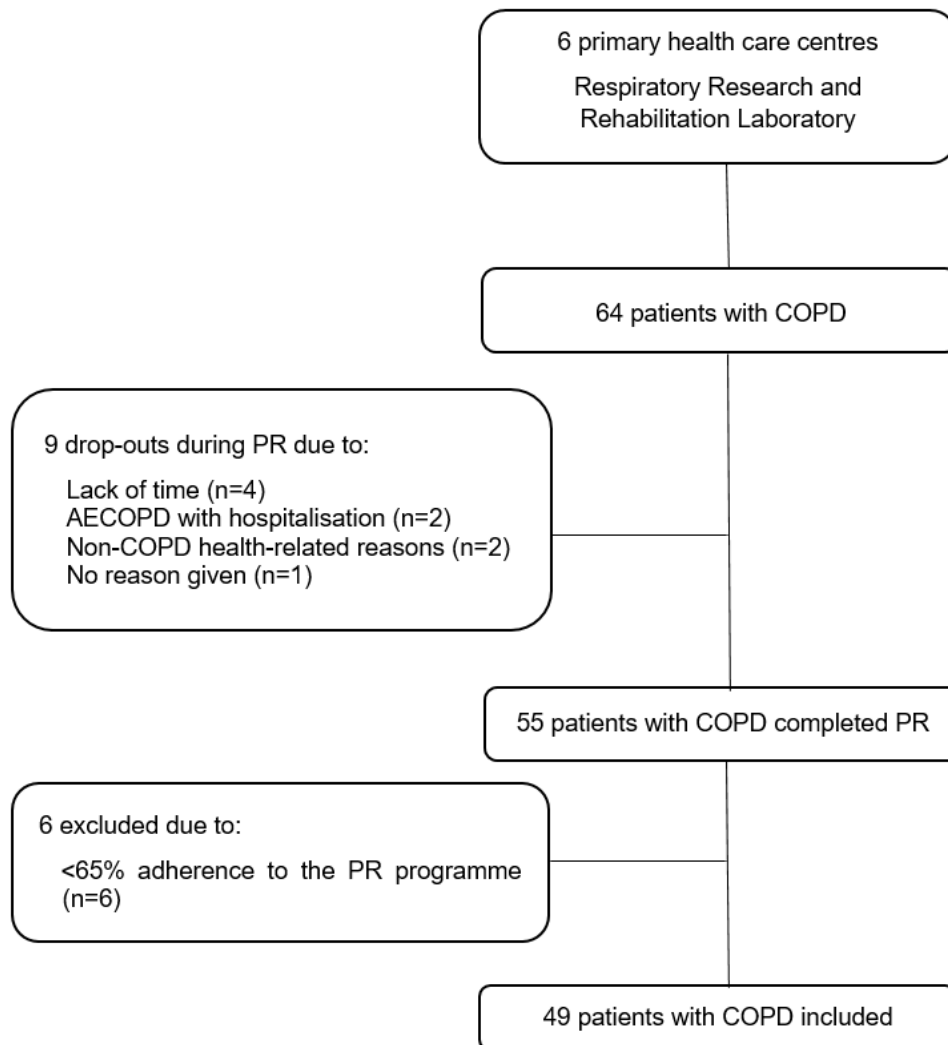 6 primary health care centres
Respiratory Research and
Rehabilitation Laboratory
64 patients with COPD
9 drop-outs during PR due to:
Lack of time (n=4)
AECOPD with hospitalisation (n=2)
Non-COPD health-related reasons (n=2)
No reason given (n=1)
55 patients with COPD completed PR
6 excluded due to:
<65% adherence to the PR programme
(n=6)
49 patients with COPD included